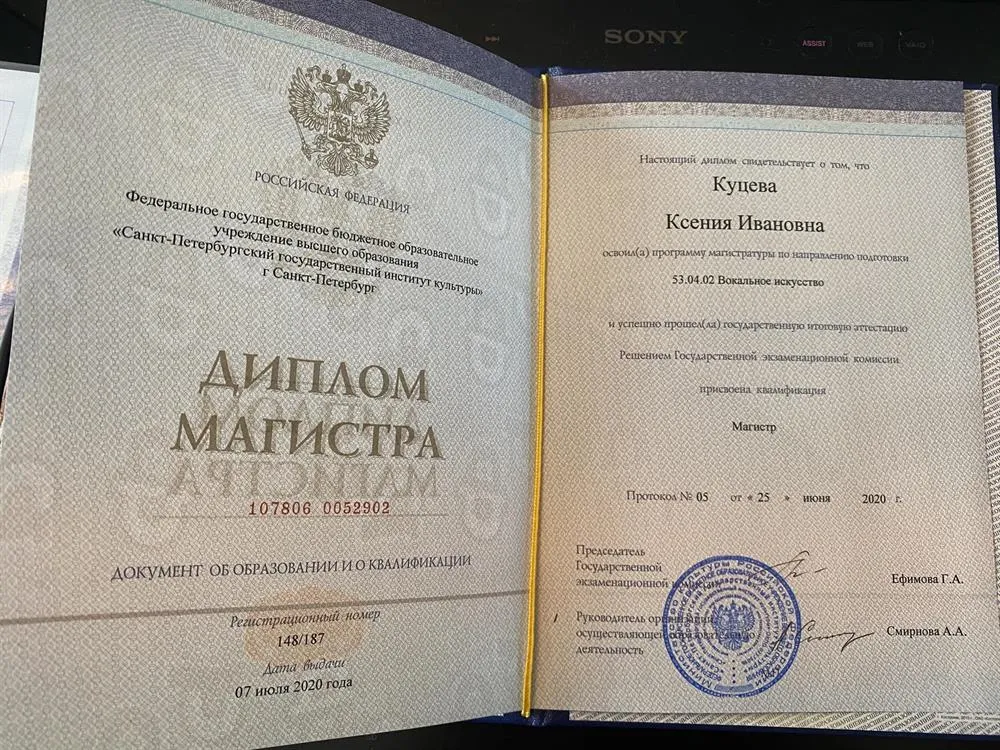 SONY
ASSIST
WEB
VAIO
РОССИЙСКАЯ ФЕДЕРАЦИЯ
Федеральное государственное бюджетное образовательное
учреждение высшего образования
«Санкт-Петербургский государственный институт культуры»
г Санкт-Петербург
ДИПЛОМ
МАГИСТРА
107806 0052902
ДОКУМЕНТ ОБ ОБРАЗОВАНИИ И О КВАЛИФИКАЦИИ
Регистрационный номер
148/187
Дата выдачи
07 июля 2020 года
Настоящий диплом свидетельствует о том, что
Куцева
Ксения Ивановна
освоил(а) программу магистратуры по направлению подготовки
53.04.02 Вокальное искусство
и успешно прошел(ла) государственную итоговую аттестацию
Решением Государственной экзаменационной комиссии
присвоена квалификация
Магистр
Протокол № 05 от « 25 » июня 2020 г.
Председатель
Государственной
экзаменационной
Ефимова Г.А.
Руководитель организации,
осуществляющей образовательную
деятельность
Смирнова А.А.